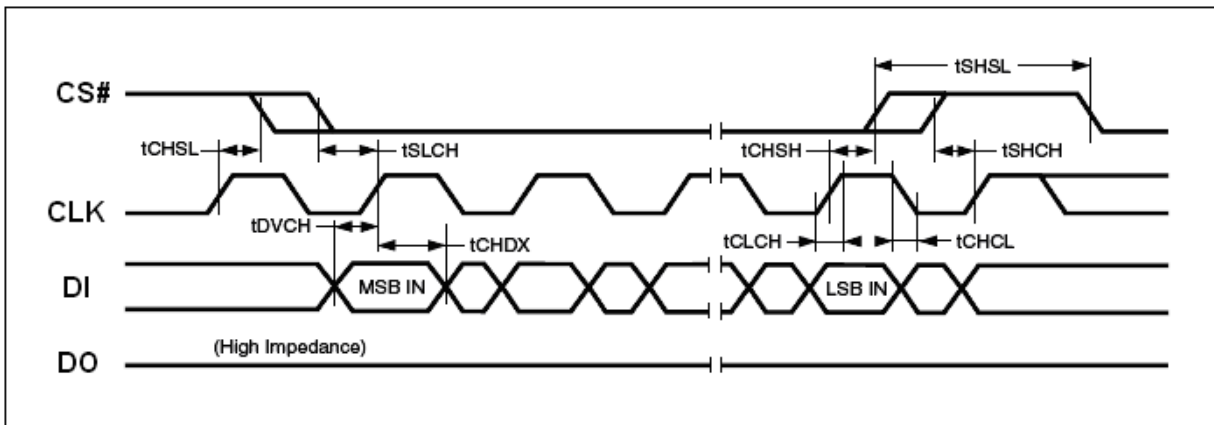 tSHSL
CS#
tCHSL
tSLCH
tCHSH
tSHCH
CLK
tDVCH
tCHDX
tCLCH
tCHCL
DI
MSB IN
LSB IN
(High Impedance)
DO